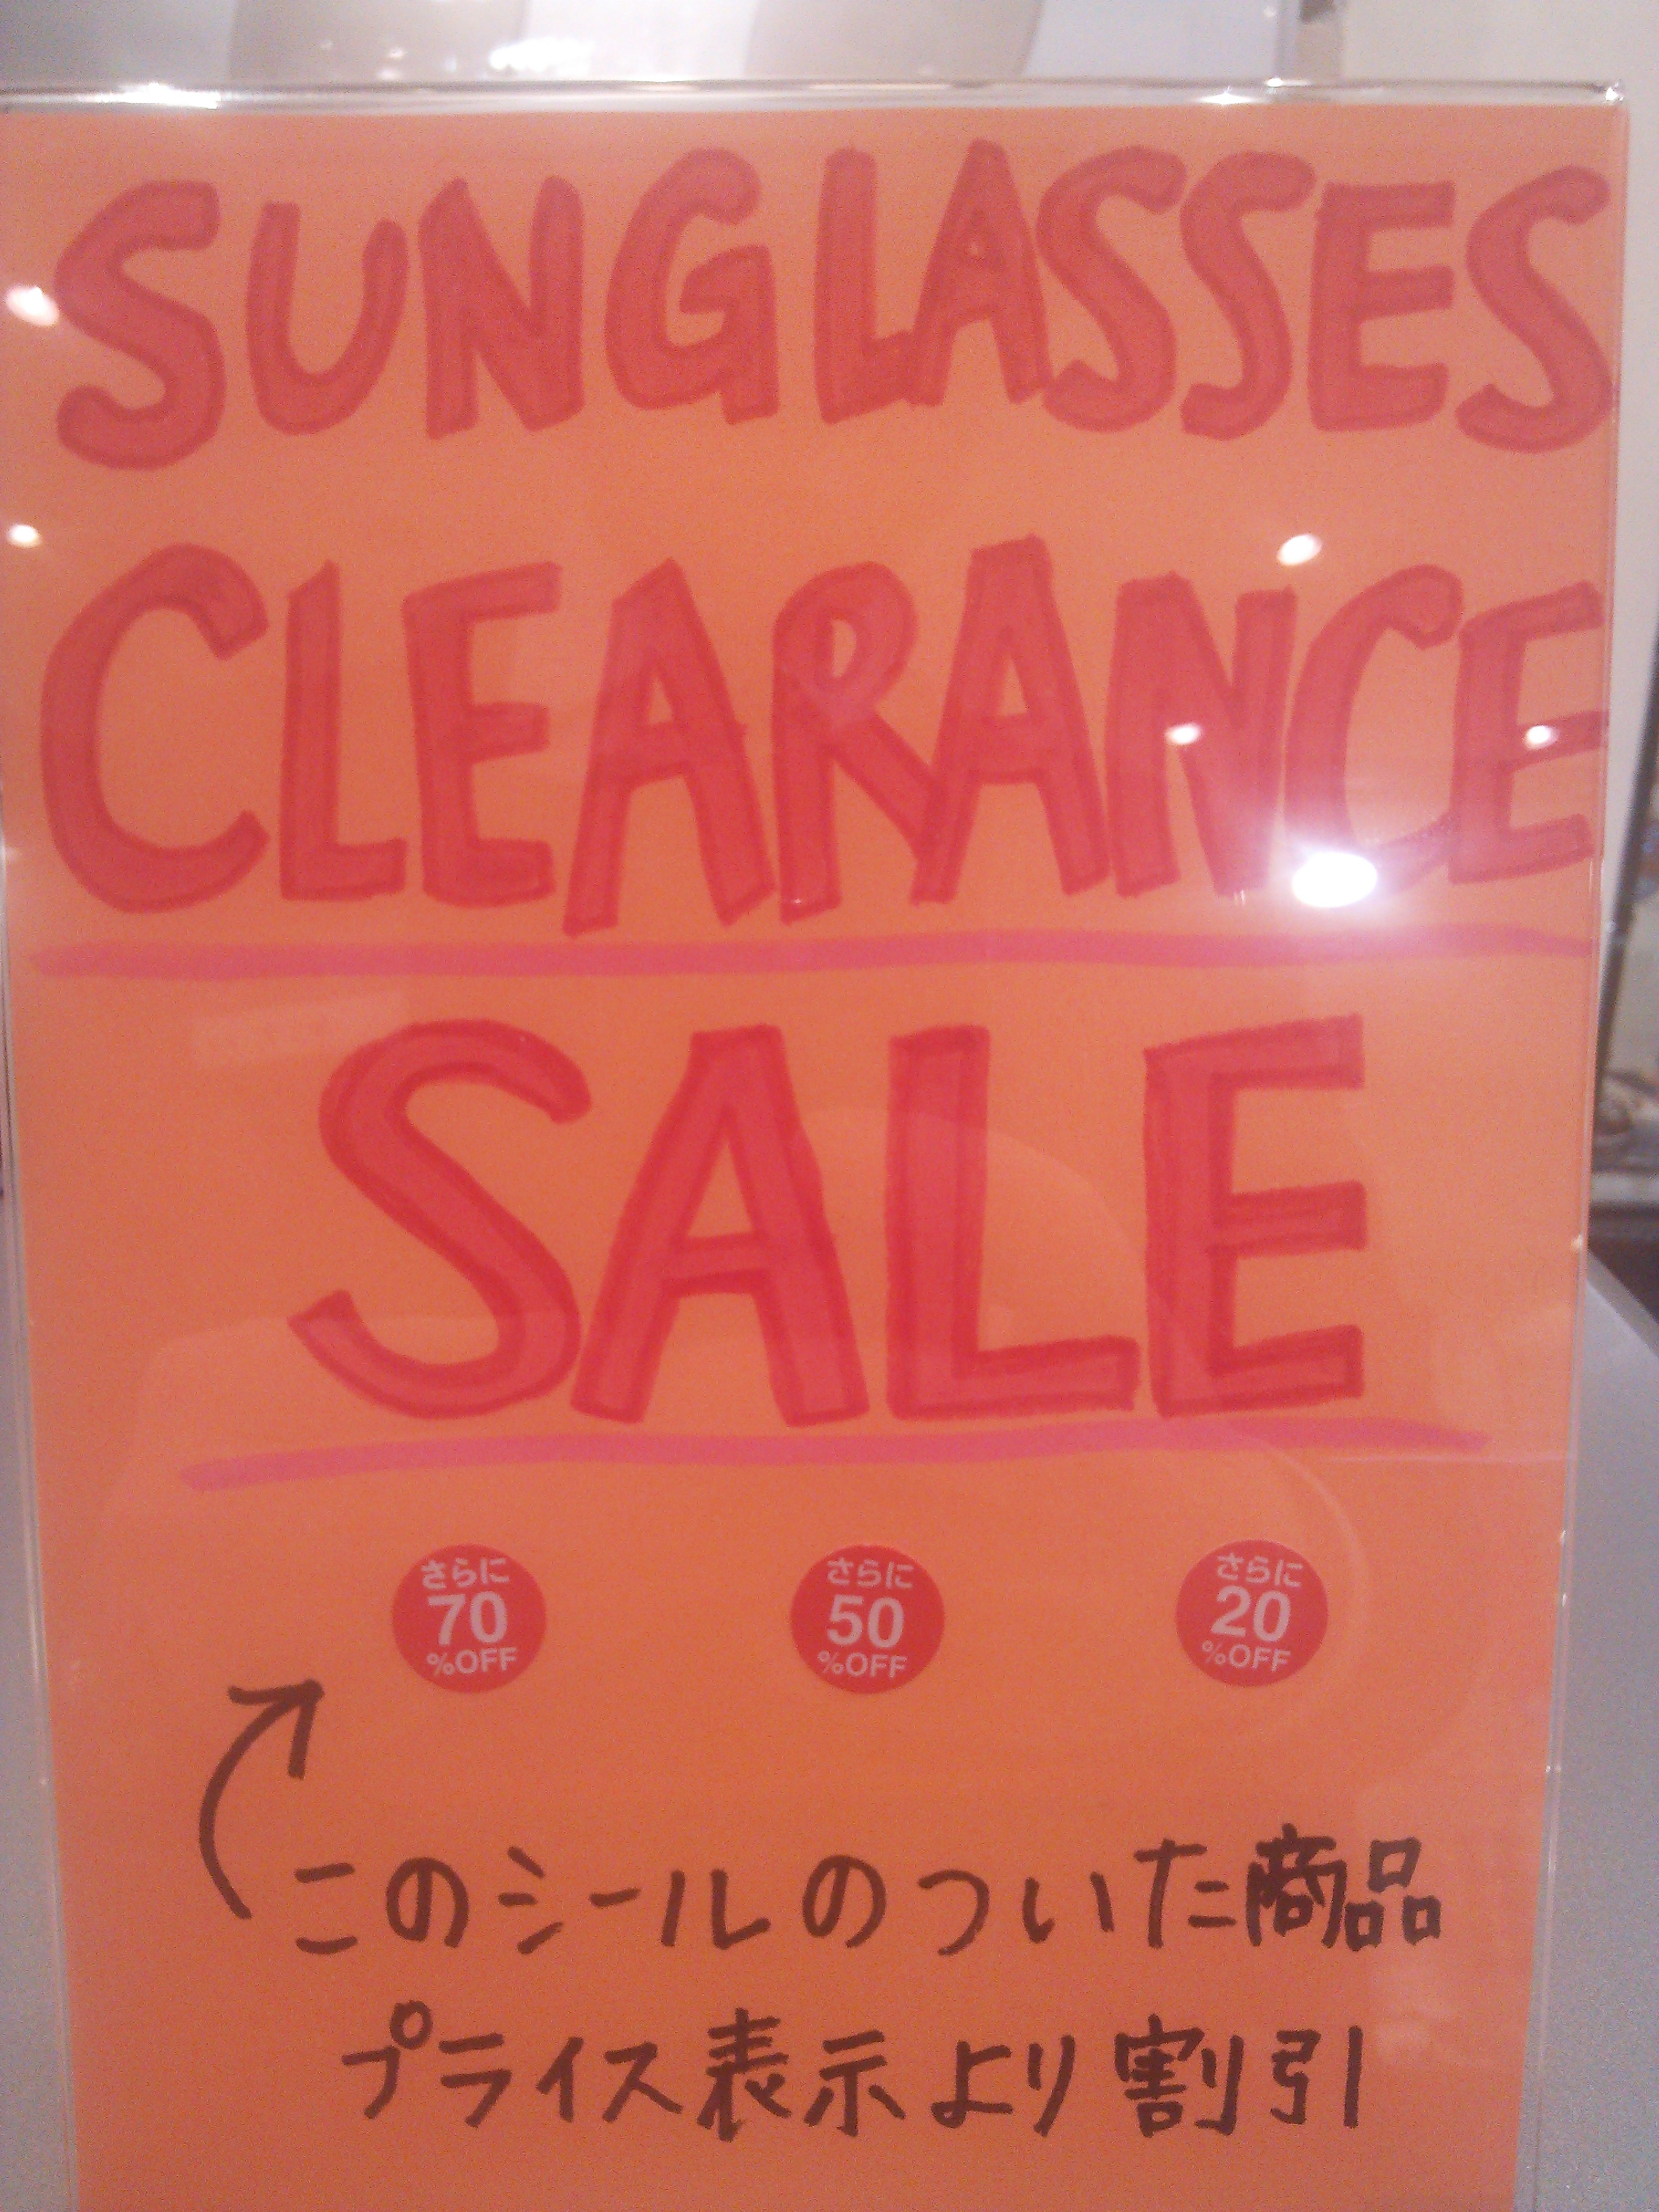 SUNGLASSES
CLEARANCE
SALE
さらに
70
%OFF
さらに
50
%OFF
さらに
20
%OFF
このシールのついた商品
プライス表示より割引